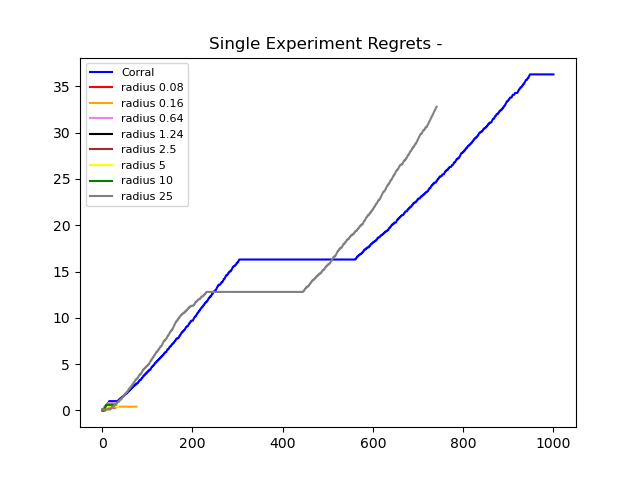 Single Experiment Regrets -
Corral
radius 0.08
radius 0.16
radius 0.64
radius 1.24
radius 2.5
radius 5
radius 10
radius 25
35
30
25
20
15
10
5
0
0 200 400 600 800 1000